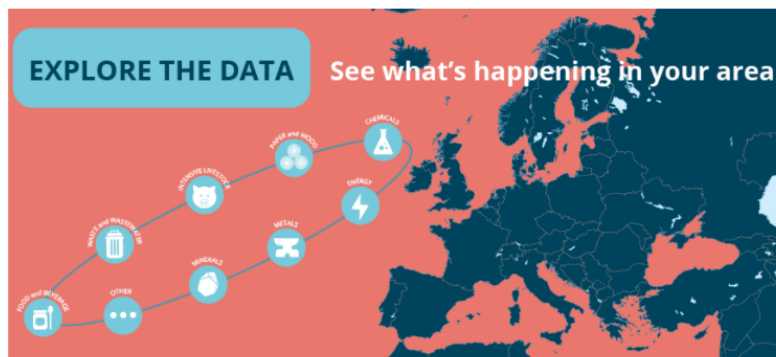 EXPLORE THE DATA
See what's happening in your area
CHEMICALS
PAPER and WOOD
INTENSIVE LIVESTOCK
ENERGY
WASTE and WASTEWATER
METALS
MINERALS
FOOD and BEVERAGE
OTHER